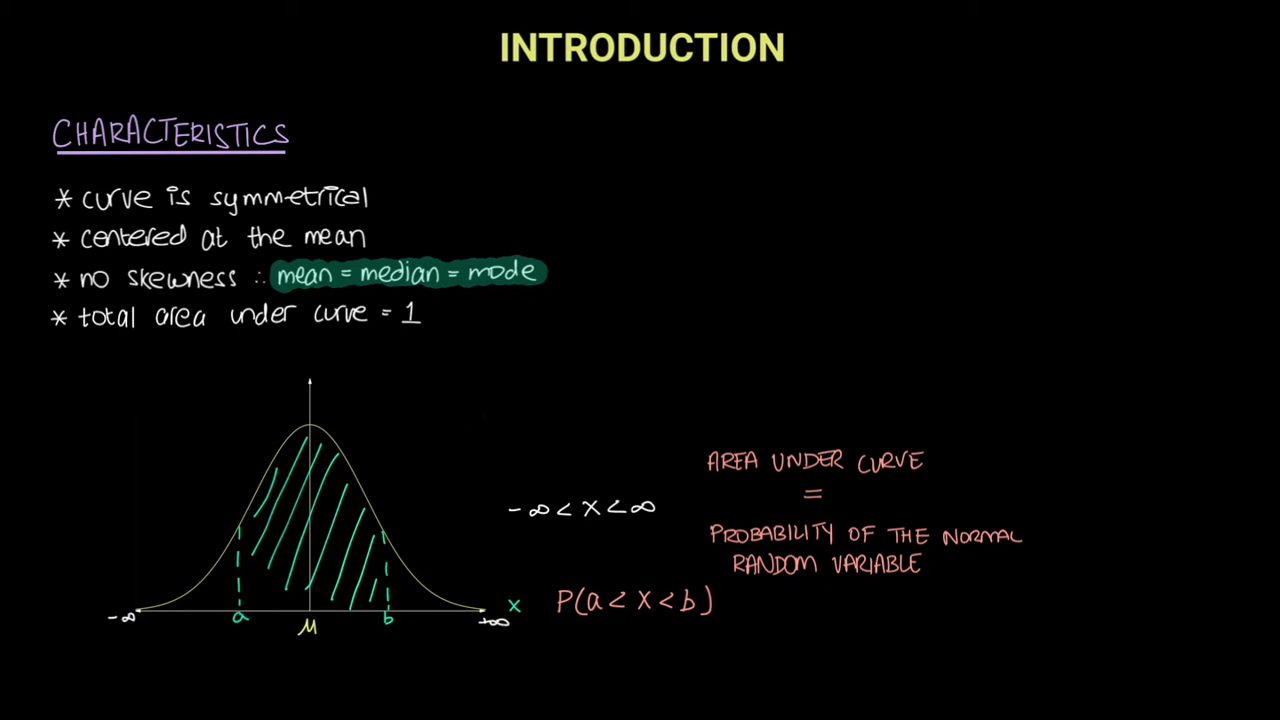 INTRODUCTION
CHARACTERISTICS
* curve is symmetrical
* centered at the mean
* no skewness ∴ mean = median = mode
* total area under curve = 1
AREA UNDER CURVE
=
PROBABILITY OF THE NORMAL
RANDOM VARIABLE
-∞ < x < ∞
P(a < X < b)
-∞ a μ b +∞ x